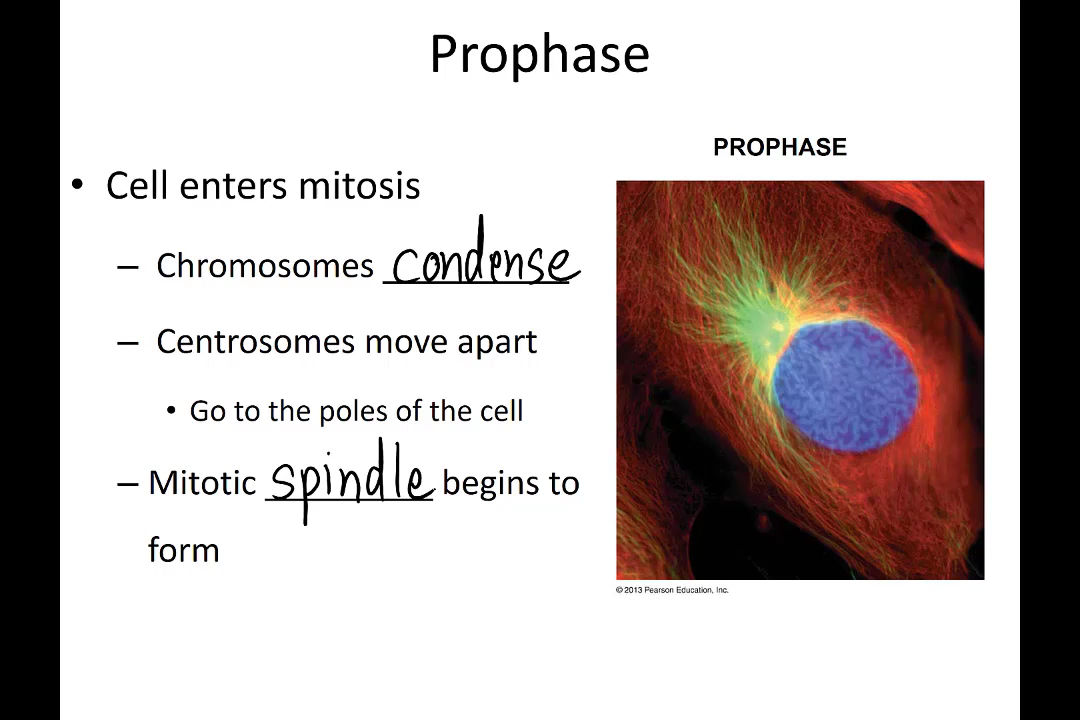 Prophase
PROPHASE
• Cell enters mitosis
– Chromosomes condense
– Centrosomes move apart
• Go to the poles of the cell
– Mitotic spindle begins to
form
© 2013 Pearson Education, Inc.